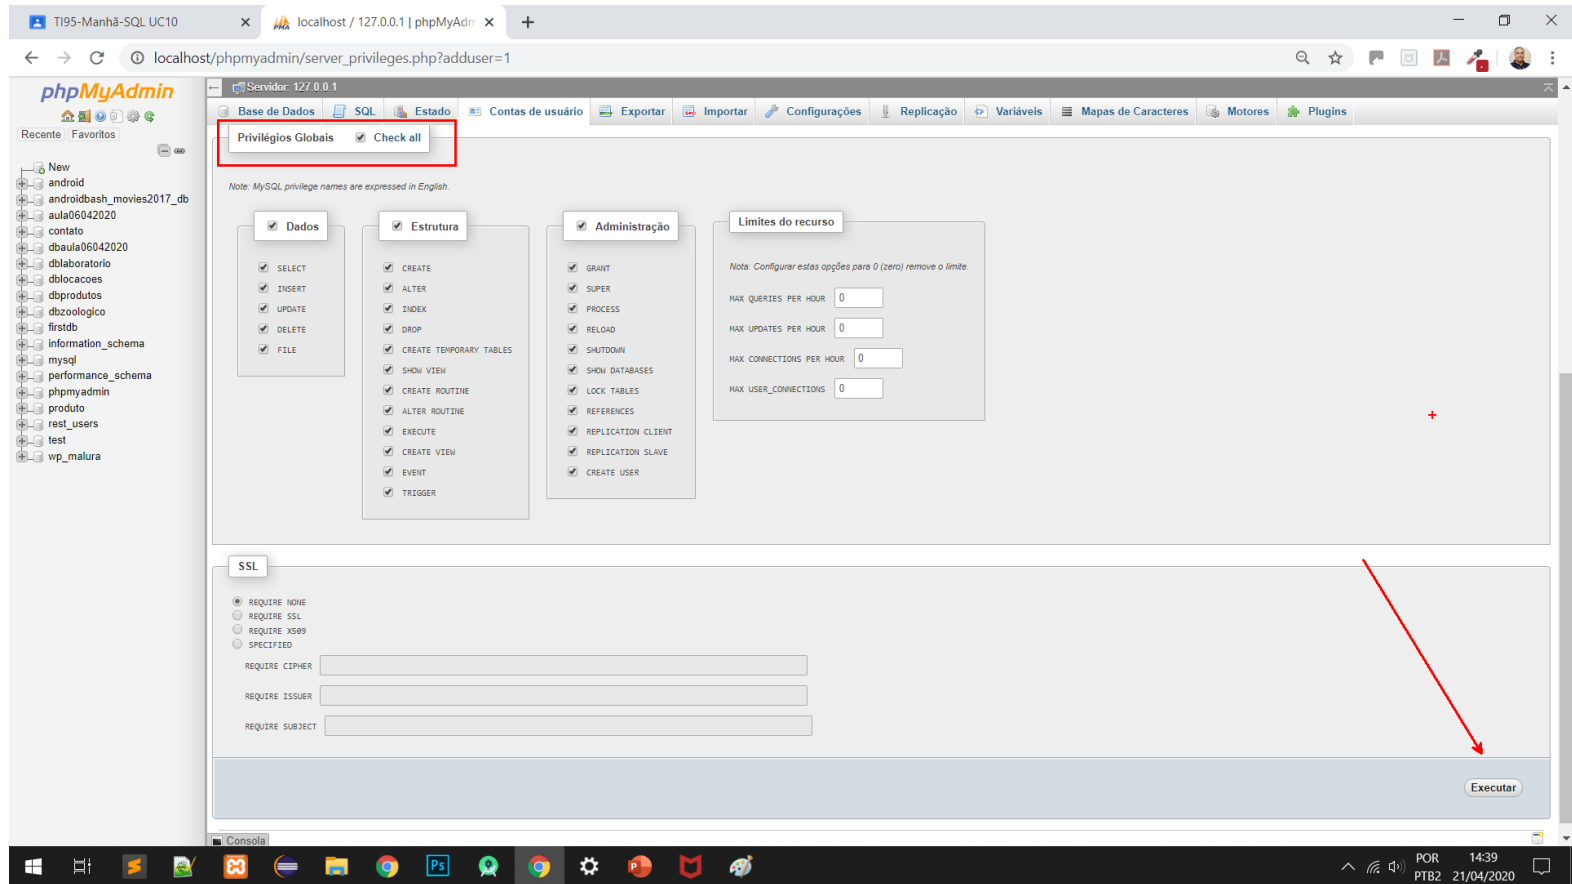 TI95-Manhã-SQL UC10
localhost / 127.0.0.1 | phpMyAdm
localhost/phpmyadmin/server_privileges.php?adduser=1
phpMyAdmin
Recente Favoritos
New
android
androidbash_movies2017_db
aula06042020
contato
dbaula06042020
dblaboratorio
dblocacoes
dbprodutos
dbzoologico
firstdb
information_schema
mysql
performance_schema
phpmyadmin
produto
rest_users
test
wp_malura
Servidor: 127.0.0.1
Base de Dados SQL Estado Contas de usuário Exportar Importar Configurações Replicação Variáveis Mapas de Caracteres Motores Plugins
Privilégios Globais Check all
Note: MySQL privilege names are expressed in English.
Dados
SELECT
INSERT
UPDATE
DELETE
FILE
Estrutura
CREATE
ALTER
INDEX
DROP
CREATE TEMPORARY TABLES
SHOW VIEW
CREATE ROUTINE
ALTER ROUTINE
EXECUTE
CREATE VIEW
EVENT
TRIGGER
Administração
GRANT
SUPER
PROCESS
RELOAD
SHUTDOWN
SHOW DATABASES
LOCK TABLES
REFERENCES
REPLICATION CLIENT
REPLICATION SLAVE
CREATE USER
Limites do recurso
Nota: Configurar estas opções para 0 (zero) remove o limite.
MAX QUERIES PER HOUR 0
MAX UPDATES PER HOUR 0
MAX CONNECTIONS PER HOUR 0
MAX USER_CONNECTIONS 0
SSL
REQUIRE NONE
REQUIRE SSL
REQUIRE X509
SPECIFIED
REQUIRE CIPHER
REQUIRE ISSUER
REQUIRE SUBJECT
Executar
Consola
Ps
POR
PTB2
14:39
21/04/2020